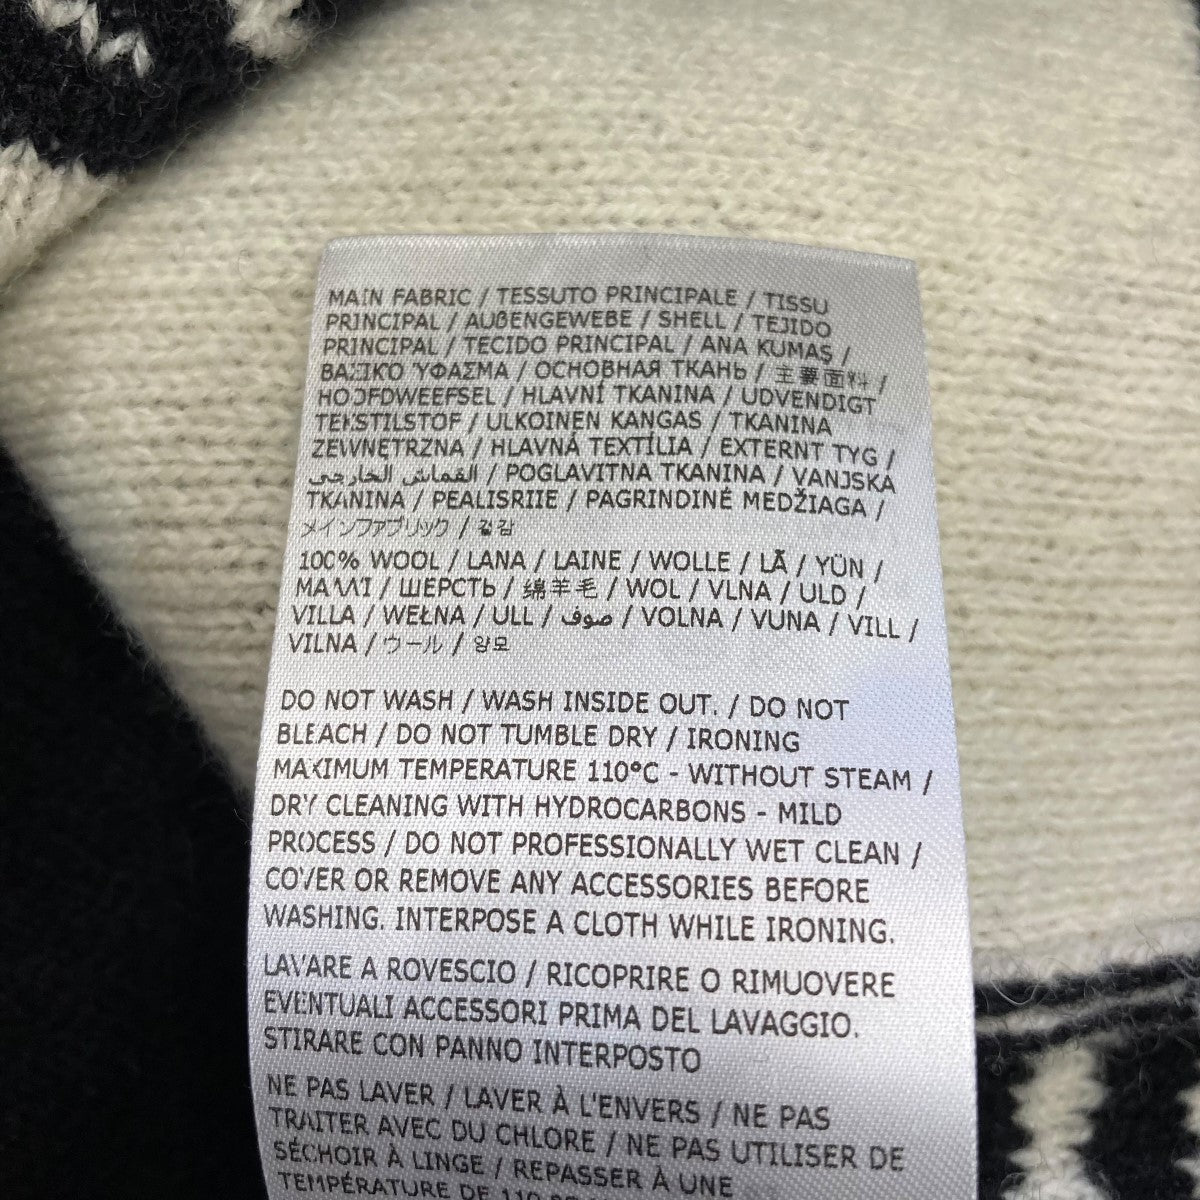 MAIN FABRIC / TESSUTO PRINCIPALE / TISSU
PRINCIPAL / AUßENGEWEBE / SHELL / TEJIDO
PRINCIPAL / TECIDO PRINCIPAL / ANA KUMAŞ /
ΒΑΣΙΚΌ ΎΦΑΣΜΑ / ОСНОВНАЯ ТКАНЬ / 主要面料 /
HOOFDWEEFSEL / HLAVNÍ TKANINA / UDVENDIGT
TEKSTILSTOF / ULKOINEN KANGAS / TKANINA
ZEWNĘTRZNA / HLAVNÁ TEXTÍLIA / EXTERNT TYG /
القماش الخارجي / POGLAVITNA TKANINA / VANJSKA
TKANINA / PEALISRIIE / PAGRINDINĖ MEDŽIAGA /
メインファブリック / 겉감
100% WOOL / LANA / LAINE / WOLLE / LÃ / YÜN /
ΜΑΛΛΊ / ШЕРСТЬ / 绵羊毛 / WOL / VLNA / ULD /
VILLA / WEŁNA / ULL / صوف / VOLNA / VUNA / VILL /
VILNA / ウール / 양모
DO NOT WASH / WASH INSIDE OUT. / DO NOT
BLEACH / DO NOT TUMBLE DRY / IRONING
MAXIMUM TEMPERATURE 110°C - WITHOUT STEAM /
DRY CLEANING WITH HYDROCARBONS - MILD
PROCESS / DO NOT PROFESSIONALLY WET CLEAN /
COVER OR REMOVE ANY ACCESSORIES BEFORE
WASHING. INTERPOSE A CLOTH WHILE IRONING.
LAVARE A ROVESCIO / RICOPRIRE O RIMUOVERE
EVENTUALI ACCESSORI PRIMA DEL LAVAGGIO.
STIRARE CON PANNO INTERPOSTO
NE PAS LAVER / LAVER À L'ENVERS / NE PAS
TRAITER AVEC DU CHLORE / NE PAS UTILISER DE
SÉCHOIR À LINGE / REPASSER À UNE
TEMPÉRATURE DE 110